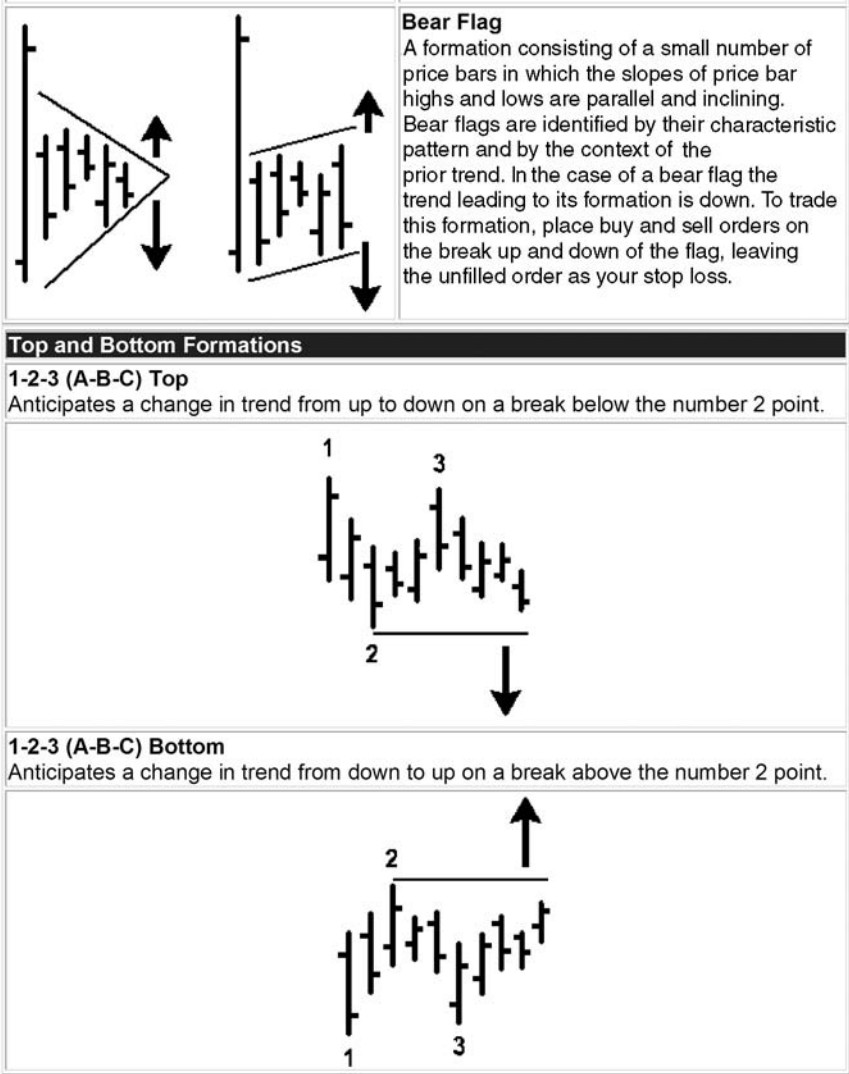 Bear Flag
A formation consisting of a small number of
price bars in which the slopes of price bar
highs and lows are parallel and inclining.
Bear flags are identified by their characteristic
pattern and by the context of the
prior trend. In the case of a bear flag the
trend leading to its formation is down. To trade
this formation, place buy and sell orders on
the break up and down of the flag, leaving
the unfilled order as your stop loss.
Top and Bottom Formations
1-2-3 (A-B-C) Top
Anticipates a change in trend from up to down on a break below the number 2 point.
1
3
2
1-2-3 (A-B-C) Bottom
Anticipates a change in trend from down to up on a break above the number 2 point.
2
3
1